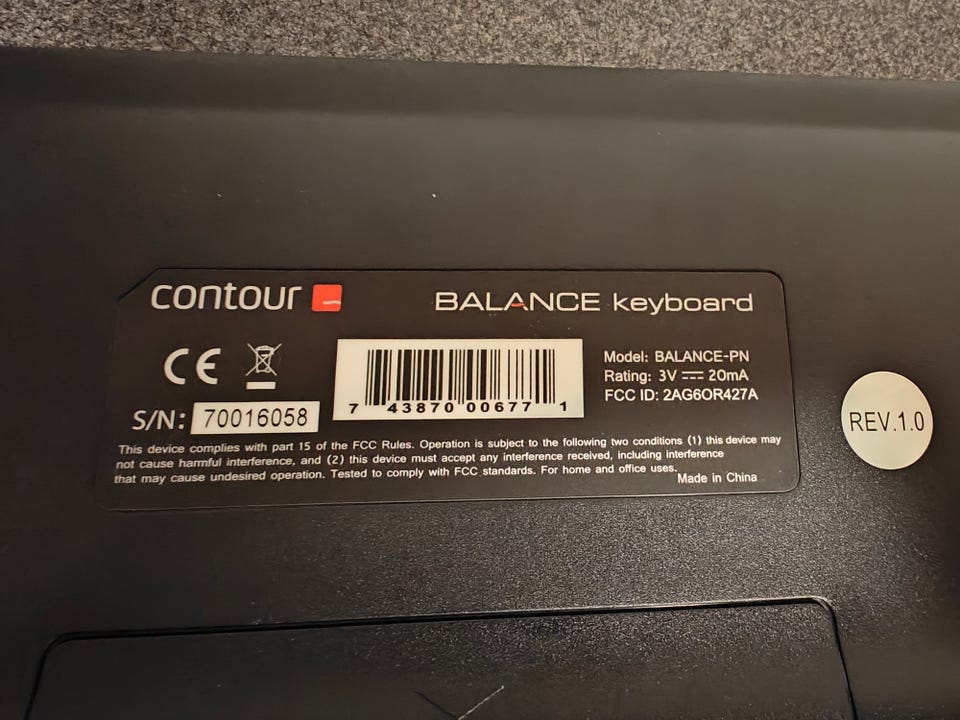 contour
BALANCE keyboard
CE
Model: BALANCE-PN
Rating: 3V ⎓ 20mA
FCC ID: 2AG6OR427A
7 43870 00677 1
S/N: 70016058
REV.1.0
This device complies with part 15 of the FCC Rules. Operation is subject to the following two conditions (1) this device may
not cause harmful interference, and (2) this device must accept any interference received, including interference
that may cause undesired operation. Tested to comply with FCC standards. For home and office uses.
Made in China